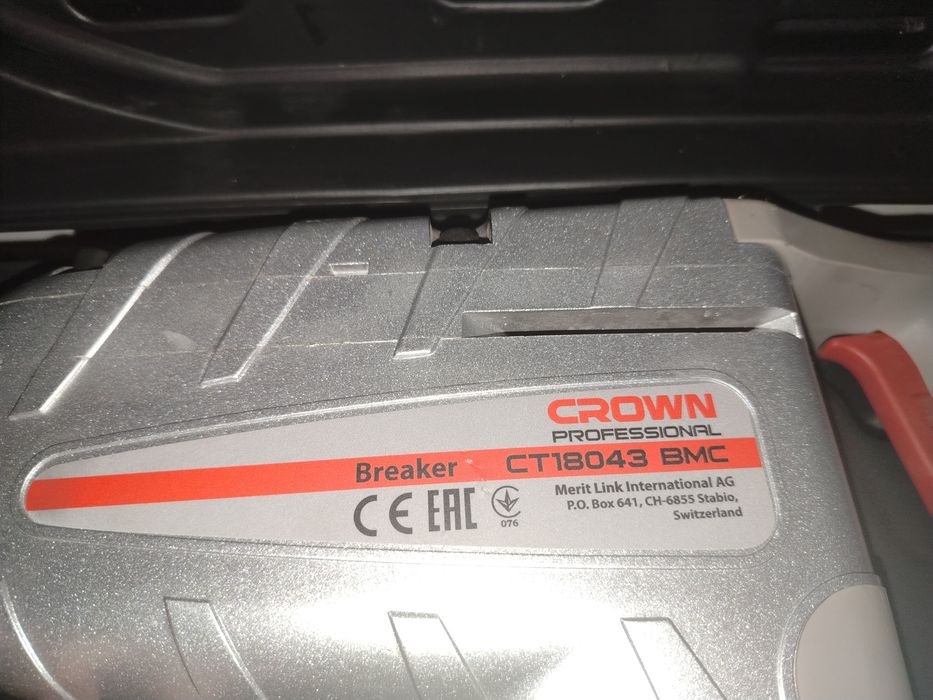 CROWN
PROFESSIONAL
Breaker CT18043 BMC
CE EAC 076
Merit Link International AG
P.O. Box 641, CH-6855 Stabio,
Switzerland